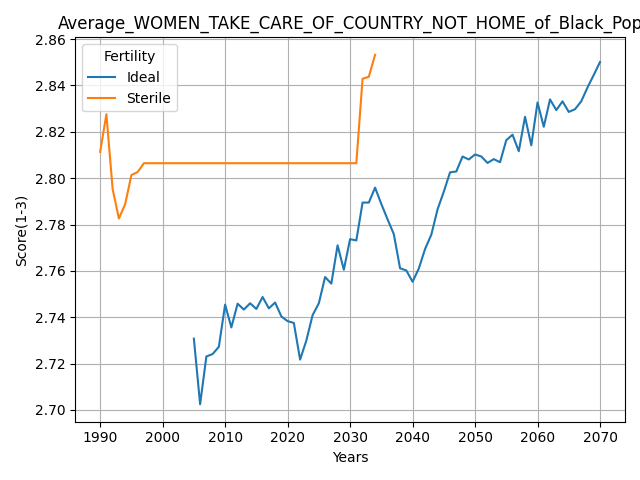 Average_WOMEN_TAKE_CARE_OF_COUNTRY_NOT_HOME_of_Black_Pop
Fertility
Ideal
Sterile
Score(1-3)
2.86
2.84
2.82
2.80
2.78
2.76
2.74
2.72
2.70
1990 2000 2010 2020 2030 2040 2050 2060 2070
Years